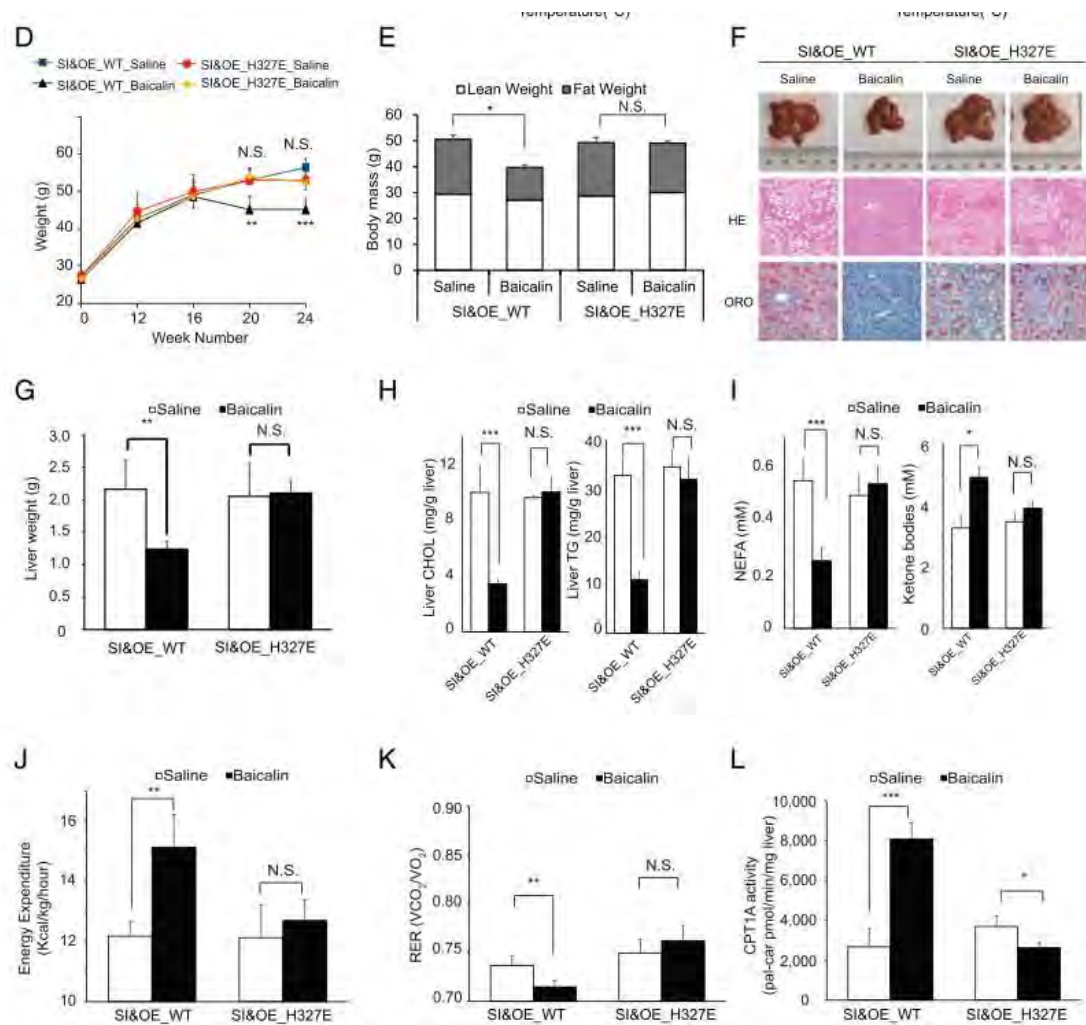 Temperature(°C) Temperature(°C)
D
SI&OE_WT_Saline SI&OE_H327E_Saline
SI&OE_WT_Baicalin SI&OE_H327E_Baicalin
N.S. N.S.
** ***
Weight (g)
60
50
40
30
20
0 12 16 20 24
Week Number
E
Lean Weight Fat Weight
* N.S.
Body mass (g)
70
60
50
40
30
20
10
0
Saline Baicalin Saline Baicalin
SI&OE_WT SI&OE_H327E
F
SI&OE_WT SI&OE_H327E
Saline Baicalin Saline Baicalin
HE
ORO
G
Saline Baicalin
** N.S.
Liver weight (g)
3.0
2.5
2.0
1.5
1.0
0.5
0
SI&OE_WT SI&OE_H327E
H
Saline Baicalin
*** N.S.
Liver CHOL (mg/g liver)
12
8
4
0
SI&OE_WT SI&OE_H327E
*** N.S.
Liver TG (mg/g liver)
40
30
20
10
0
SI&OE_WT SI&OE_H327E
I
Saline Baicalin
*** N.S.
NEFA (mM)
0.6
0.4
0.2
0
SI&OE_WT SI&OE_H327E
* N.S.
Ketone bodies (mM)
6
4
2
0
SI&OE_WT SI&OE_H327E
J
Saline Baicalin
** N.S.
Energy Expenditure
(Kcal/kg/hour)
16
14
12
10
SI&OE_WT SI&OE_H327E
K
Saline Baicalin
** N.S.
RER (VCO2/VO2)
0.90
0.85
0.80
0.75
0.70
SI&OE_WT SI&OE_H327E
L
Saline Baicalin
*** *
CPT1A activity
(pal-car pmol/min/mg liver)
10,000
8,000
6,000
4,000
2,000
0
SI&OE_WT SI&OE_H327E